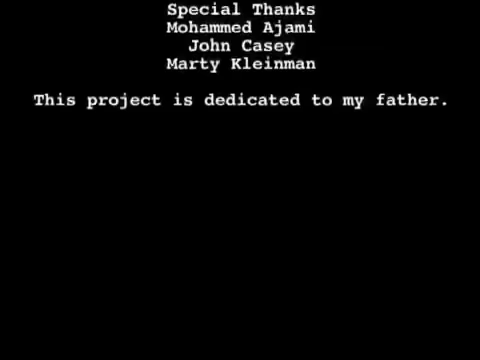 Special Thanks
Mohammed Ajami
John Casey
Marty Kleinman
This project is dedicated to my father.